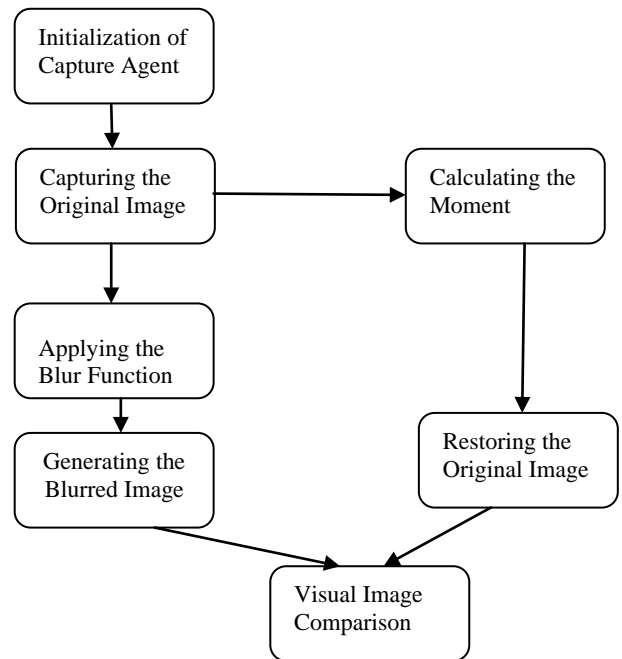 Initialization of
Capture Agent
Capturing the
Original Image
Calculating the
Moment
Applying the
Blur Function
Generating the
Blurred Image
Restoring the
Original Image
Visual Image
Comparison